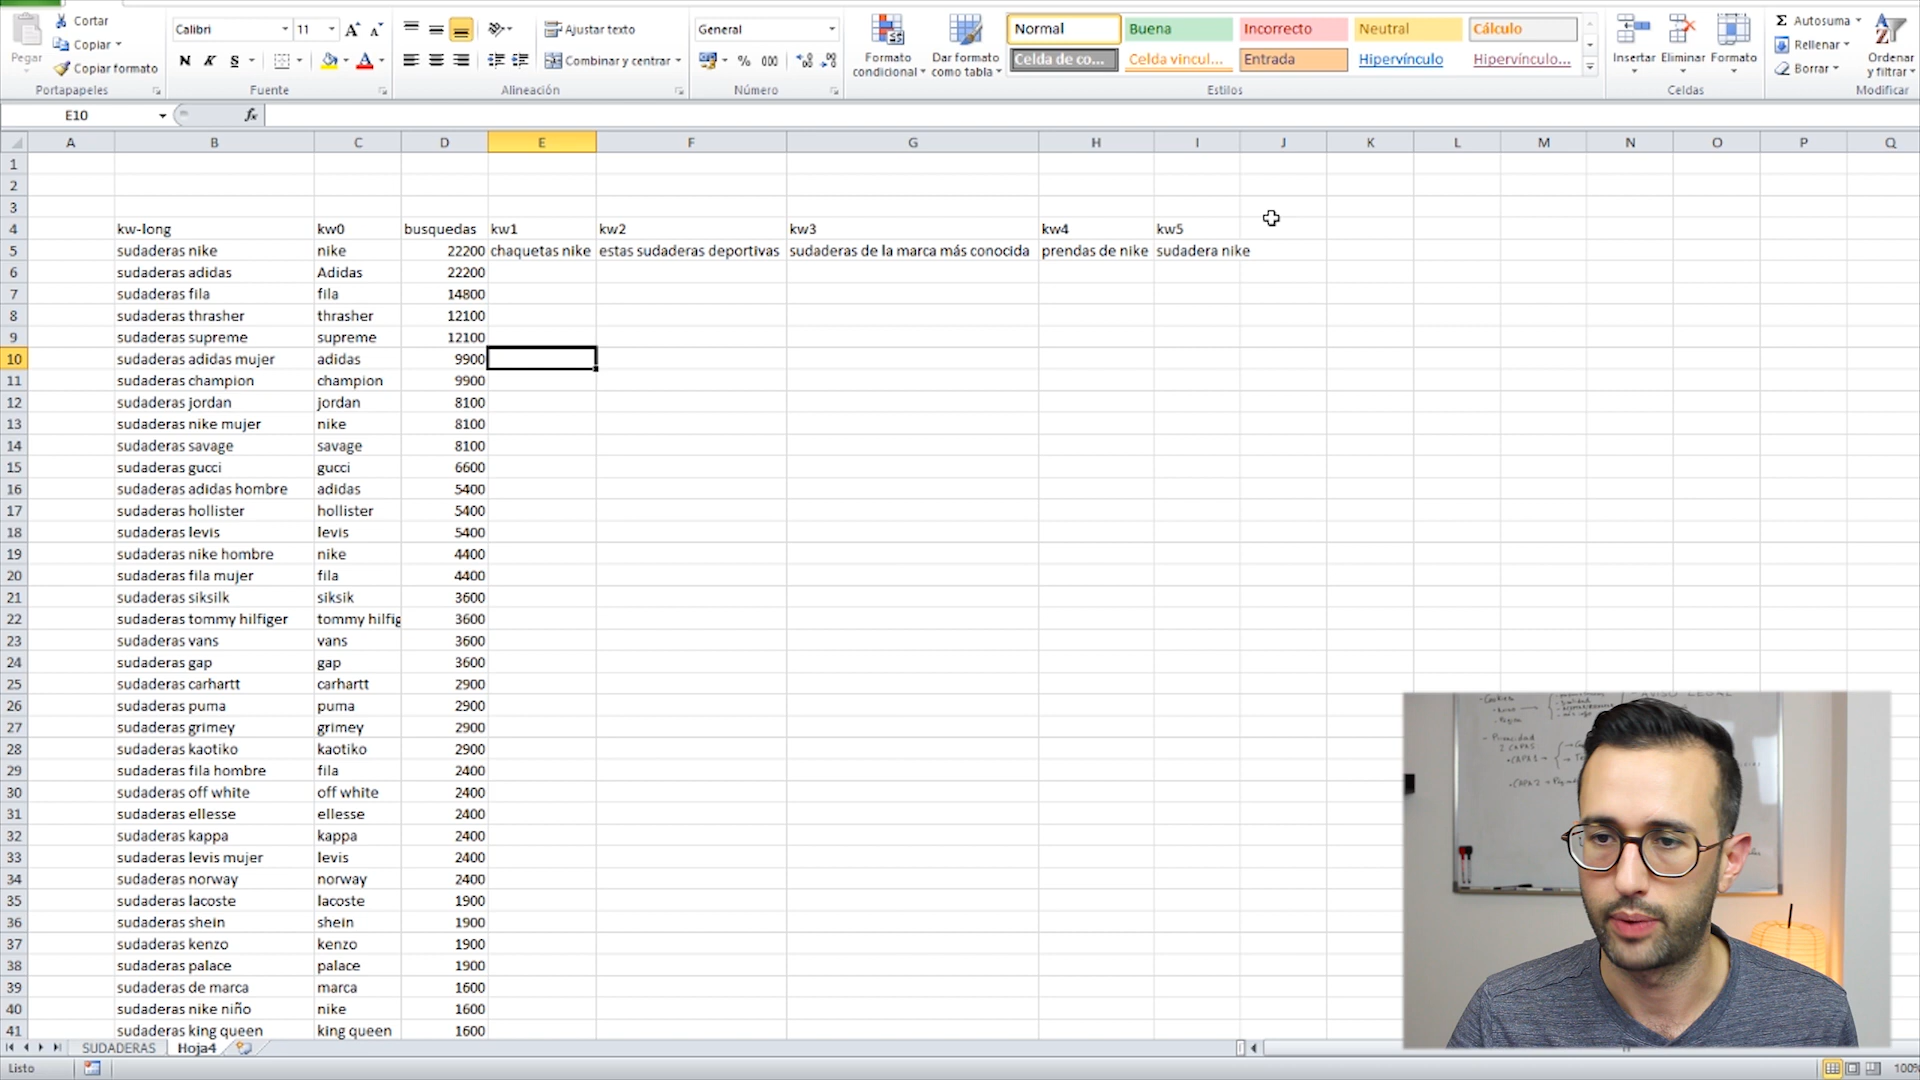 Cortar
Copiar
Copiar formato
Pegar
Portapapeles
Calibri
11
N K S
Fuente
Ajustar texto
Combinar y centrar
Alineación
General
% 000
Número
Formato condicional
Dar formato como tabla
Normal
Buena
Incorrecto
Neutral
Cálculo
Celda de co...
Celda vincul...
Entrada
Hipervínculo
Hipervínculo...
Estilos
Insertar
Eliminar
Formato
Celdas
Autosuma
Rellenar
Borrar
Ordenar y filtrar
Modificar
E10
fx
A B C D E F G H I J K L M N O P Q
1
2
3
4 kw-long kw0 busquedas kw1 kw2 kw3 kw4 kw5
5 sudaderas nike nike 22200 chaquetas nike estas sudaderas deportivas sudaderas de la marca más conocida prendas de nike sudadera nike
6 sudaderas adidas Adidas 22200
7 sudaderas fila fila 14800
8 sudaderas thrasher thrasher 12100
9 sudaderas supreme supreme 12100
10 sudaderas adidas mujer adidas 9900
11 sudaderas champion champion 9900
12 sudaderas jordan jordan 8100
13 sudaderas nike mujer nike 8100
14 sudaderas savage savage 8100
15 sudaderas gucci gucci 6600
16 sudaderas adidas hombre adidas 5400
17 sudaderas hollister hollister 5400
18 sudaderas levis levis 5400
19 sudaderas nike hombre nike 4400
20 sudaderas fila mujer fila 4400
21 sudaderas siksilk siksik 3600
22 sudaderas tommy hilfiger tommy hilfig 3600
23 sudaderas vans vans 3600
24 sudaderas gap gap 3600
25 sudaderas carhartt carhartt 2900
26 sudaderas puma puma 2900
27 sudaderas grimey grimey 2900
28 sudaderas kaotiko kaotiko 2900
29 sudaderas fila hombre fila 2400
30 sudaderas off white off white 2400
31 sudaderas ellesse ellesse 2400
32 sudaderas kappa kappa 2400
33 sudaderas levis mujer levis 2400
34 sudaderas norway norway 2400
35 sudaderas lacoste lacoste 1900
36 sudaderas shein shein 1900
37 sudaderas kenzo kenzo 1900
38 sudaderas palace palace 1900
39 sudaderas de marca marca 1600
40 sudaderas nike niño nike 1600
41 sudaderas king queen king queen 1600
SUDADERAS
Hoja4
Listo
100%